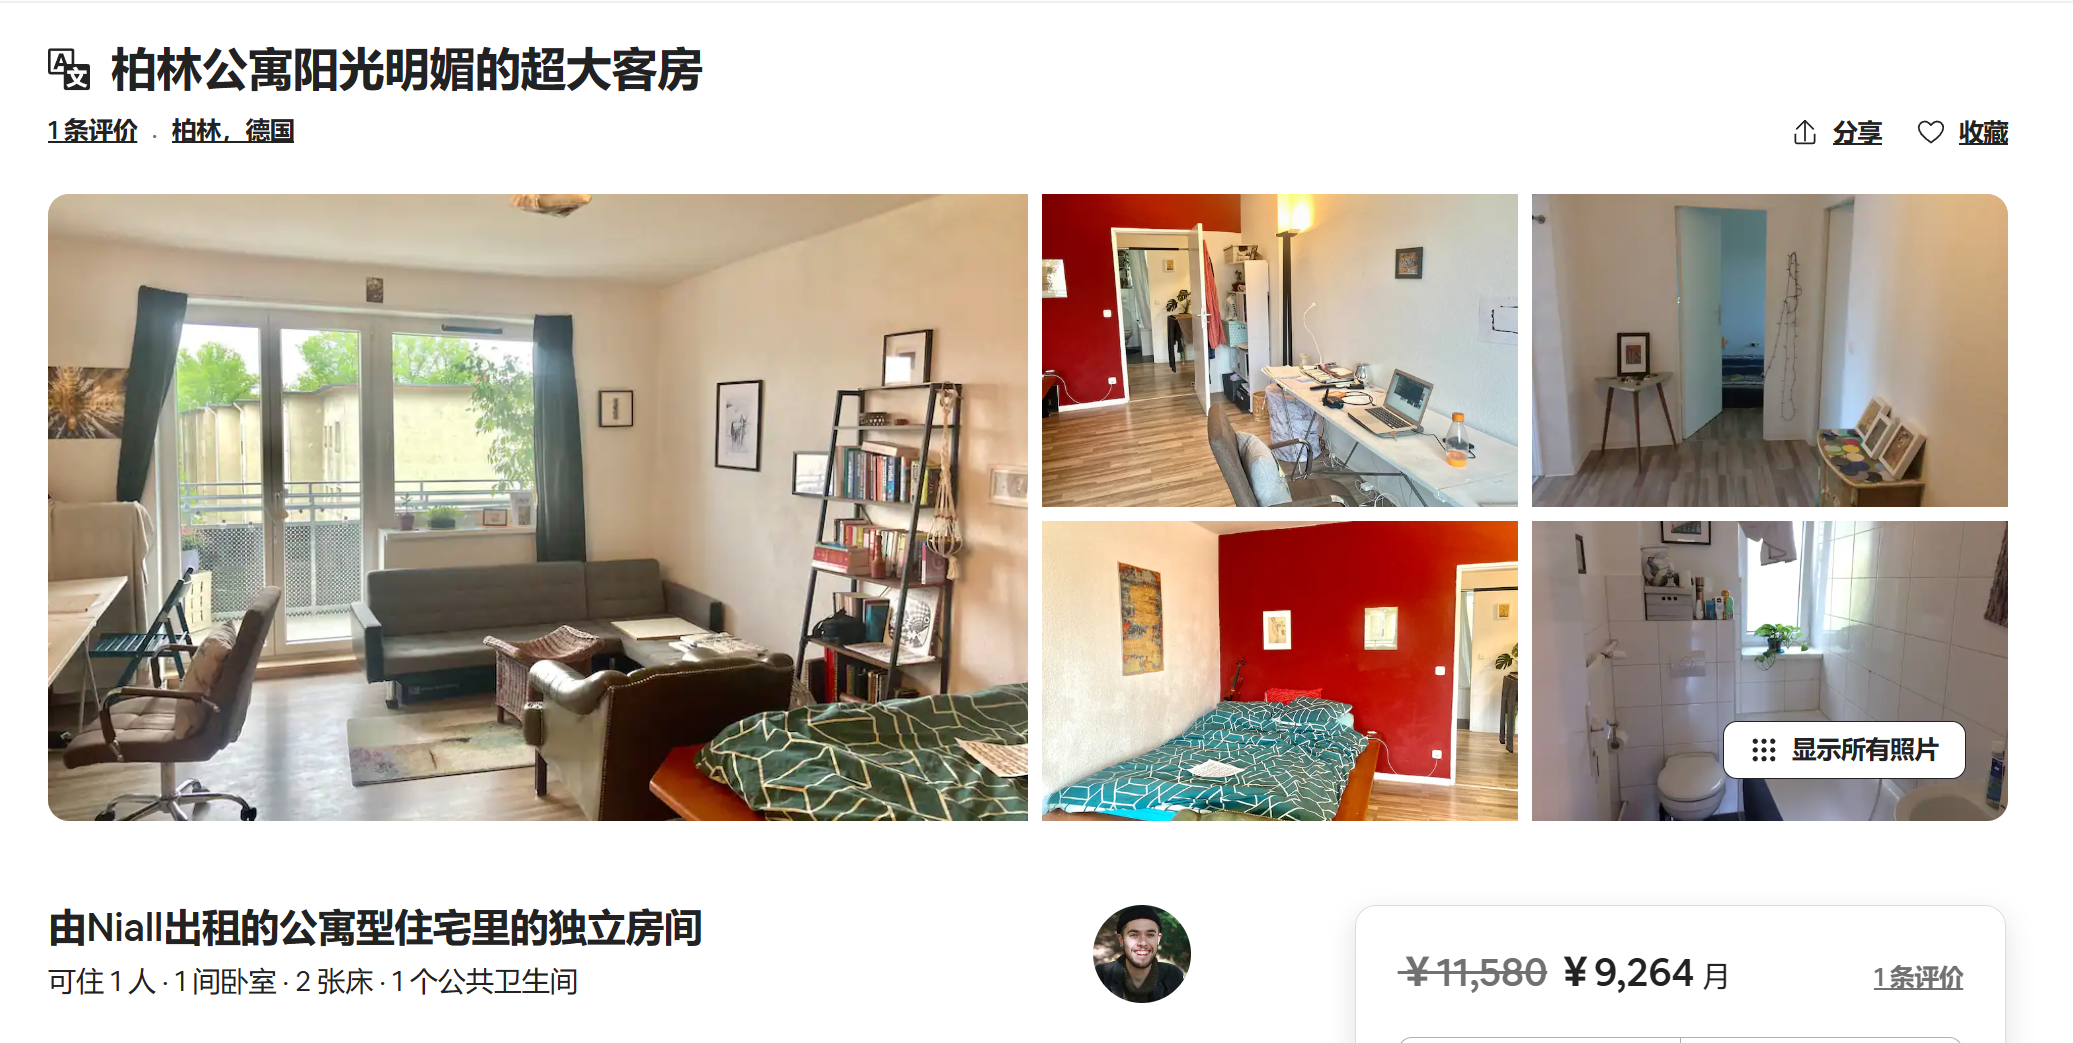 柏林公寓阳光明媚的超大客房
1条评价 · 柏林，德国
分享 收藏
显示所有照片
由Niall出租的公寓型住宅里的独立房间
可住 1 人 · 1 间卧室 · 2 张床 · 1 个公共卫生间
¥11,580 ¥9,264 月
1条评价